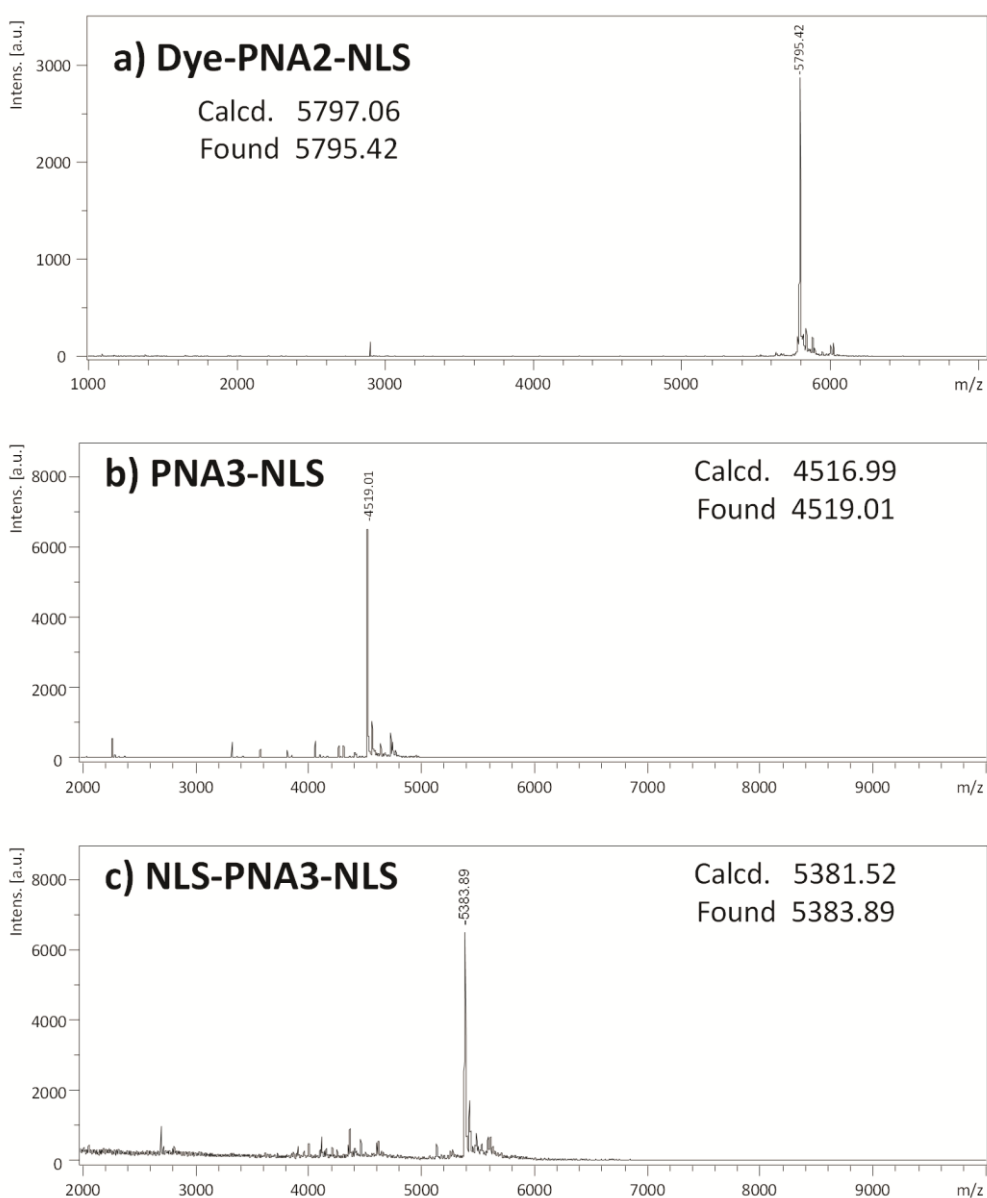 Intens. [a.u.]
a) Dye-PNA2-NLS
Calcd. 5797.06
Found 5795.42
-5795.42
3000
2000
1000
0
1000 2000 3000 4000 5000 6000 m/z
Intens. [a.u.]
b) PNA3-NLS
Calcd. 4516.99
Found 4519.01
-4519.01
8000
6000
4000
2000
0
2000 3000 4000 5000 6000 7000 8000 9000 m/z
Intens. [a.u.]
c) NLS-PNA3-NLS
Calcd. 5381.52
Found 5383.89
-5383.89
8000
6000
4000
2000
0
2000 3000 4000 5000 6000 7000 8000 9000 m/z